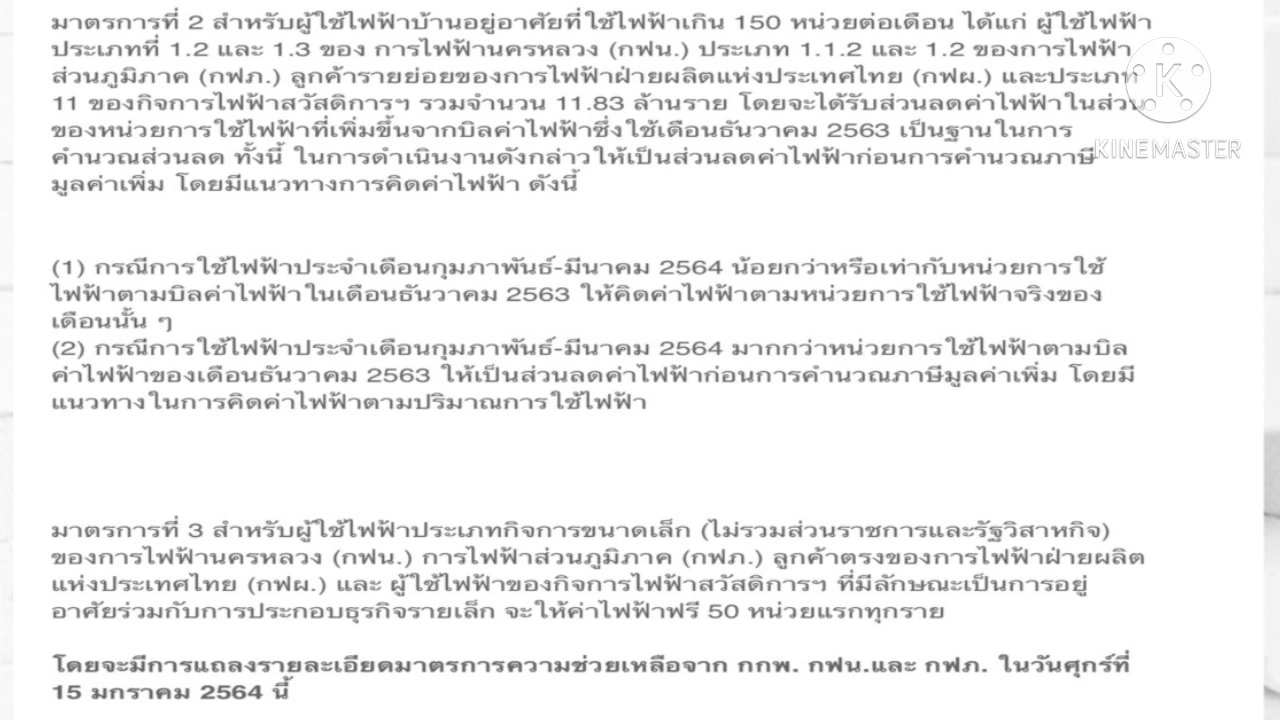 มาตรการที่ 2 สำหรับผู้ใช้ไฟฟ้าบ้านอยู่อาศัยที่ใช้ไฟฟ้าเกิน 150 หน่วยต่อเดือน ได้แก่ ผู้ใช้ไฟฟ้า
ประเภทที่ 1.2 และ 1.3 ของ การไฟฟ้านครหลวง (กฟน.) ประเภท 1.1.2 และ 1.2 ของการไฟฟ้า
ส่วนภูมิภาค (กฟภ.) ลูกค้ารายย่อยของการไฟฟ้าฝ่ายผลิตแห่งประเทศไทย (กฟผ.) และประเภท
11 ของกิจการไฟฟ้าสวัสดิการฯ รวมจำนวน 11.83 ล้านราย โดยจะได้รับส่วนลดค่าไฟฟ้าในส่วน
ของหน่วยการใช้ไฟฟ้าที่เพิ่มขึ้นจากบิลค่าไฟฟ้าซึ่งใช้เดือนธันวาคม 2563 เป็นฐานในการ
คำนวณส่วนลด ทั้งนี้ ในการดำเนินงานดังกล่าวให้เป็นส่วนลดค่าไฟฟ้าก่อนการคำนวณภาษี
มูลค่าเพิ่ม โดยมีแนวทางการคิดค่าไฟฟ้า ดังนี้
KINEMASTER
(1) กรณีการใช้ไฟฟ้าประจำเดือนกุมภาพันธ์-มีนาคม 2564 น้อยกว่าหรือเท่ากับหน่วยการใช้
ไฟฟ้าตามบิลค่าไฟฟ้าในเดือนธันวาคม 2563 ให้คิดค่าไฟฟ้าตามหน่วยการใช้ไฟฟ้าจริงของ
เดือนนั้น ๆ
(2) กรณีการใช้ไฟฟ้าประจำเดือนกุมภาพันธ์-มีนาคม 2564 มากกว่าหน่วยการใช้ไฟฟ้าตามบิล
ค่าไฟฟ้าของเดือนธันวาคม 2563 ให้เป็นส่วนลดค่าไฟฟ้าก่อนการคำนวณภาษีมูลค่าเพิ่ม โดยมี
แนวทางในการคิดค่าไฟฟ้าตามปริมาณการใช้ไฟฟ้า
มาตรการที่ 3 สำหรับผู้ใช้ไฟฟ้าประเภทกิจการขนาดเล็ก (ไม่รวมส่วนราชการและรัฐวิสาหกิจ)
ของการไฟฟ้านครหลวง (กฟน.) การไฟฟ้าส่วนภูมิภาค (กฟภ.) ลูกค้าตรงของการไฟฟ้าฝ่ายผลิต
แห่งประเทศไทย (กฟผ.) และ ผู้ใช้ไฟฟ้าของกิจการไฟฟ้าสวัสดิการฯ ที่มีลักษณะเป็นการอยู่
อาศัยร่วมกับการประกอบธุรกิจรายเล็ก จะให้ค่าไฟฟ้าฟรี 50 หน่วยแรกทุกราย
โดยจะมีการแถลงรายละเอียดมาตรการความช่วยเหลือจาก กกพ. กฟน.และ กฟภ. ในวันศุกร์ที่
15 มกราคม 2564 นี้